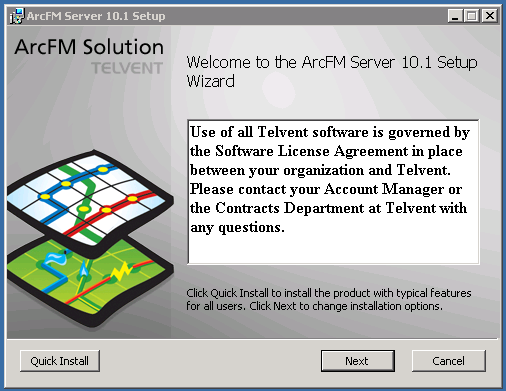 ArcFM Server 10.1 Setup
ArcFM Solution
TELVENT
Welcome to the ArcFM Server 10.1 Setup
Wizard
Use of all Telvent software is governed by
the Software License Agreement in place
between your organization and Telvent.
Please contact your Account Manager or
the Contracts Department at Telvent with
any questions.
Click Quick Install to install the product with typical features
for all users. Click Next to change installation options.
Quick Install
Next
Cancel